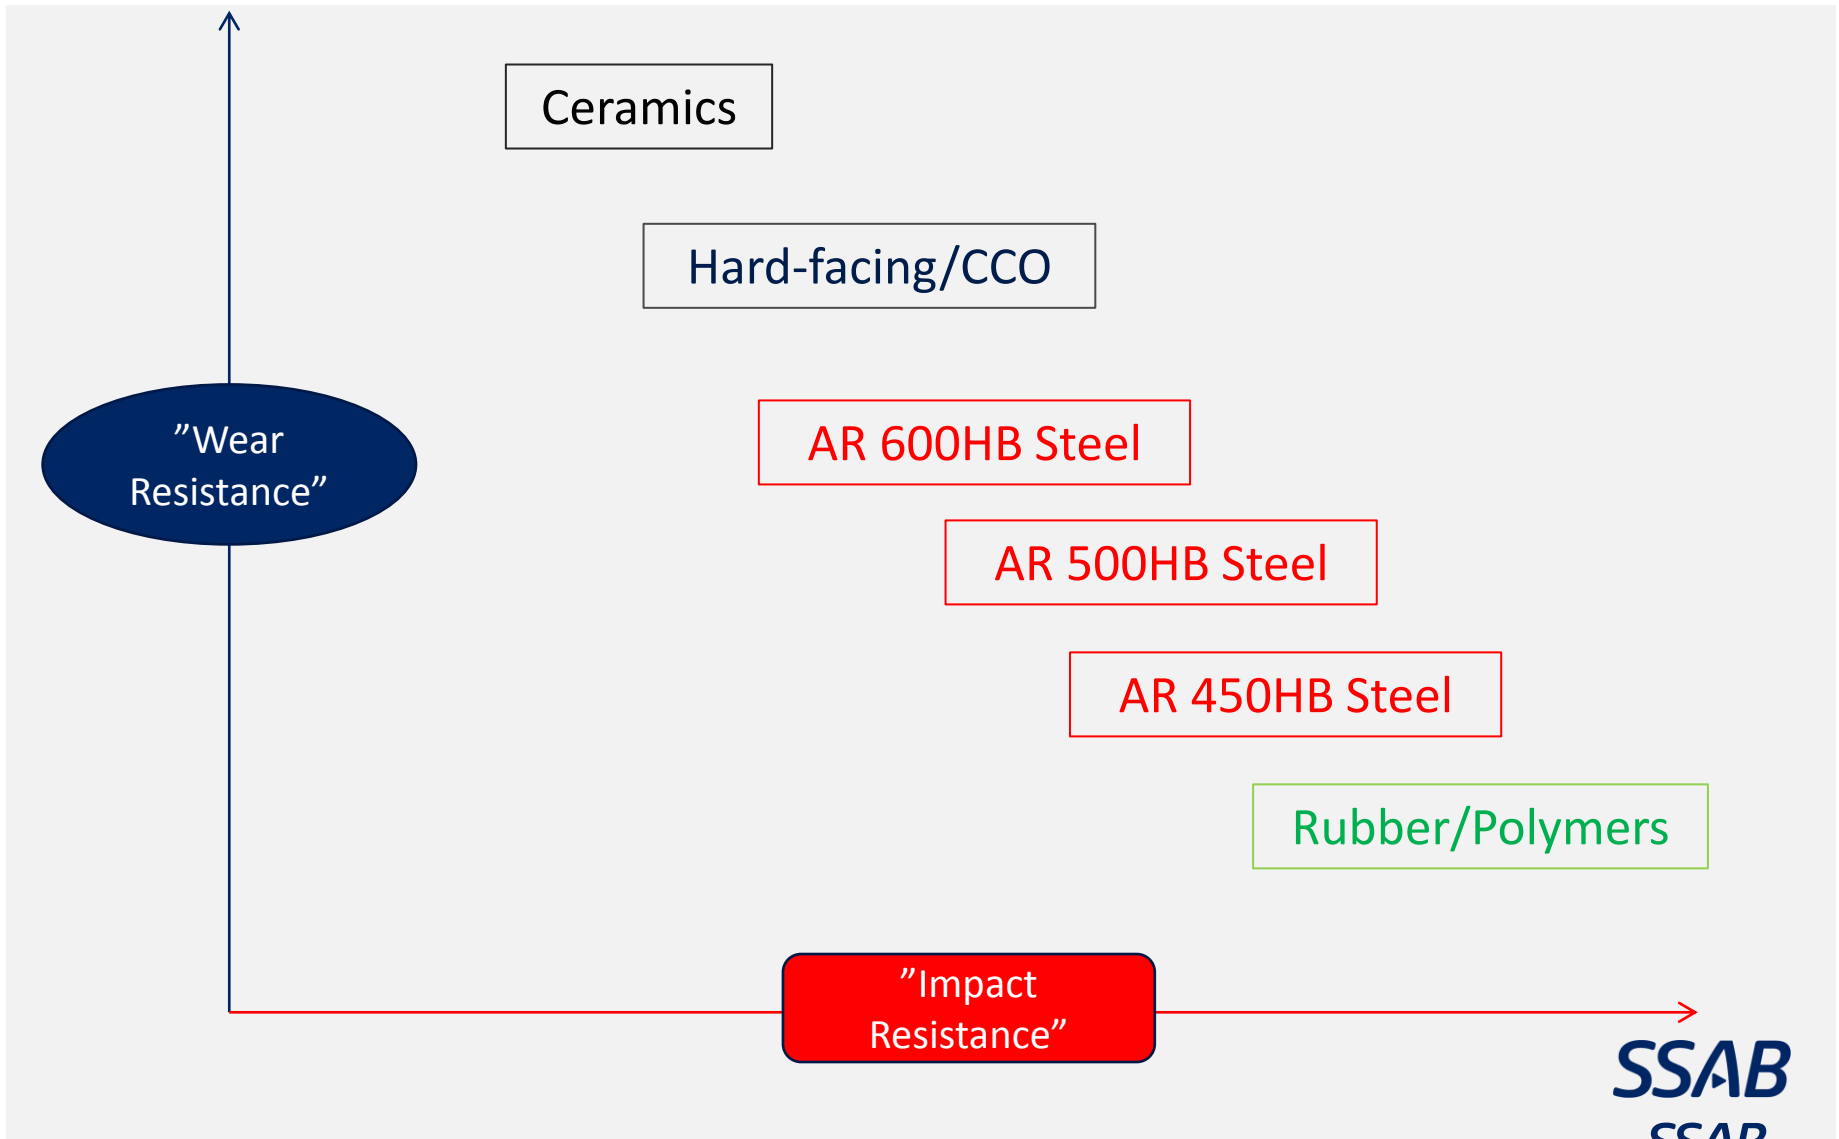 Ceramics
Hard-facing/CCO
”Wear
Resistance”
AR 600HB Steel
AR 500HB Steel
AR 450HB Steel
Rubber/Polymers
”Impact
Resistance”
SSAB
SSAB